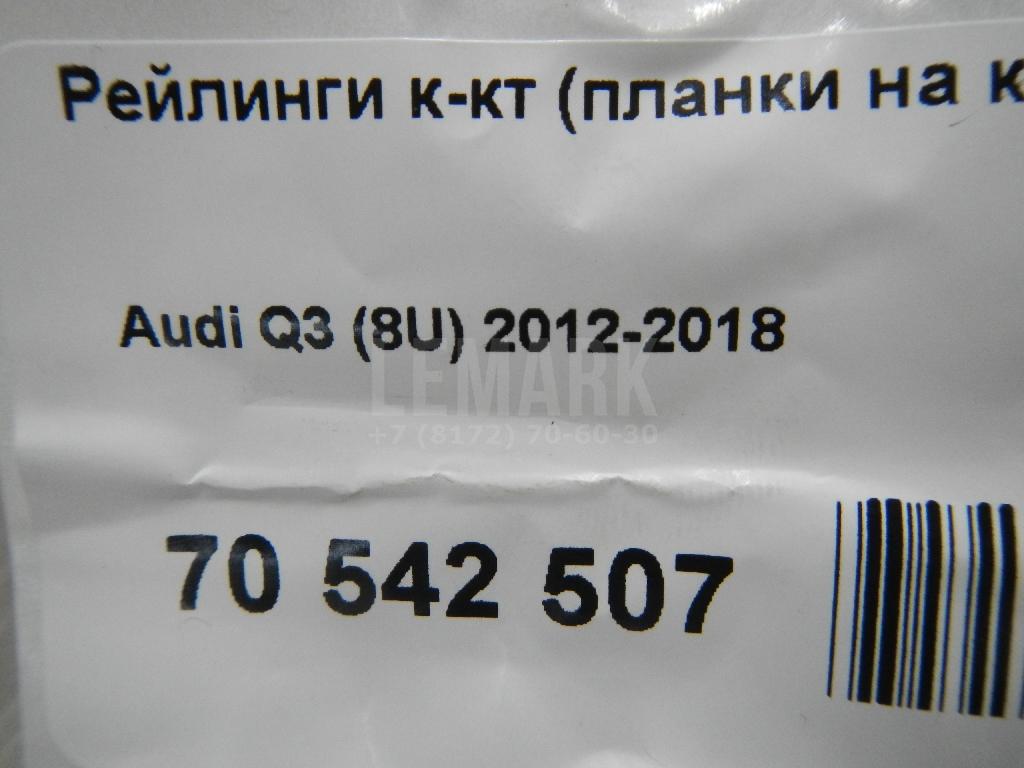 Рейлинги к-кт (планки на к
Audi Q3 (8U) 2012-2018
LEMARK
+7 (8172) 70-60-30
70 542 507